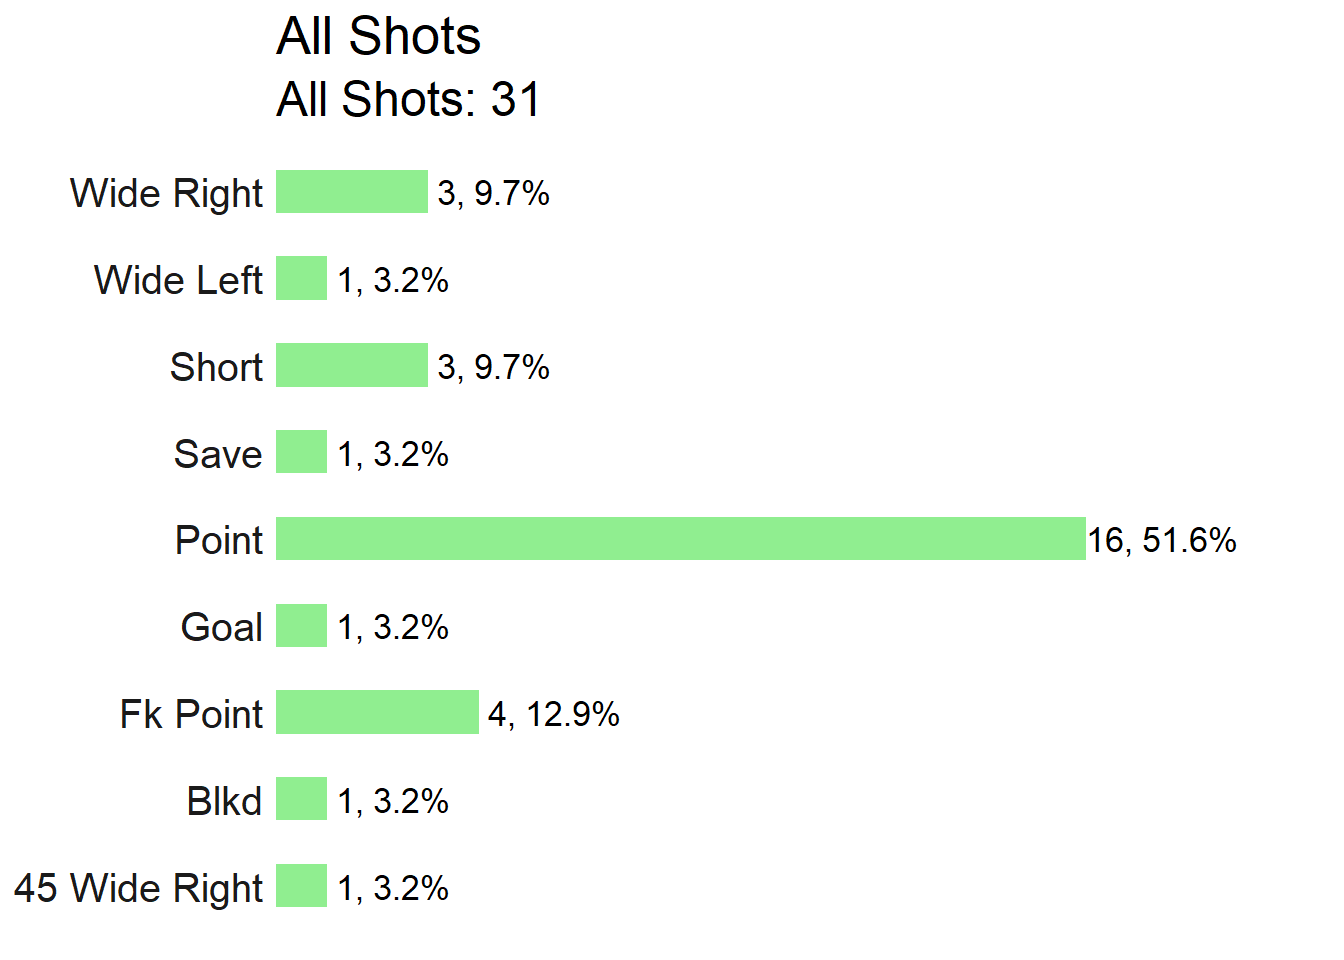 All Shots
All Shots: 31
Wide Right 3, 9.7%
Wide Left 1, 3.2%
Short 3, 9.7%
Save 1, 3.2%
Point 16, 51.6%
Goal 1, 3.2%
Fk Point 4, 12.9%
Blkd 1, 3.2%
45 Wide Right 1, 3.2%